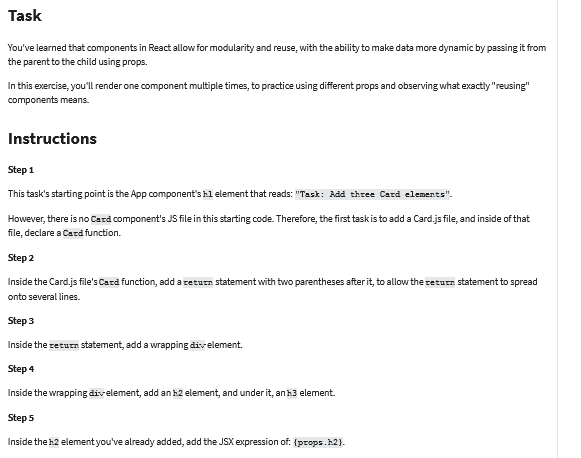 Task
You've learned that components in React allow for modularity and reuse, with the ability to make data more dynamic by passing it from
the parent to the child using props.
In this exercise, you'll render one component multiple times, to practice using different props and observing what exactly "reusing"
components means.
Instructions
Step 1
This task's starting point is the App component's h1 element that reads: "Task: Add three Card elements".
However, there is no Card component's JS file in this starting code. Therefore, the first task is to add a Card.js file, and inside of that
file, declare a Card function.
Step 2
Inside the Card.js file's Card function, add a return statement with two parentheses after it, to allow the return statement to spread
onto several lines.
Step 3
Inside the return statement, add a wrapping div element.
Step 4
Inside the wrapping div element, add an h2 element, and under it, an h3 element.
Step 5
Inside the h2 element you've already added, add the JSX expression of: {props.h2}.